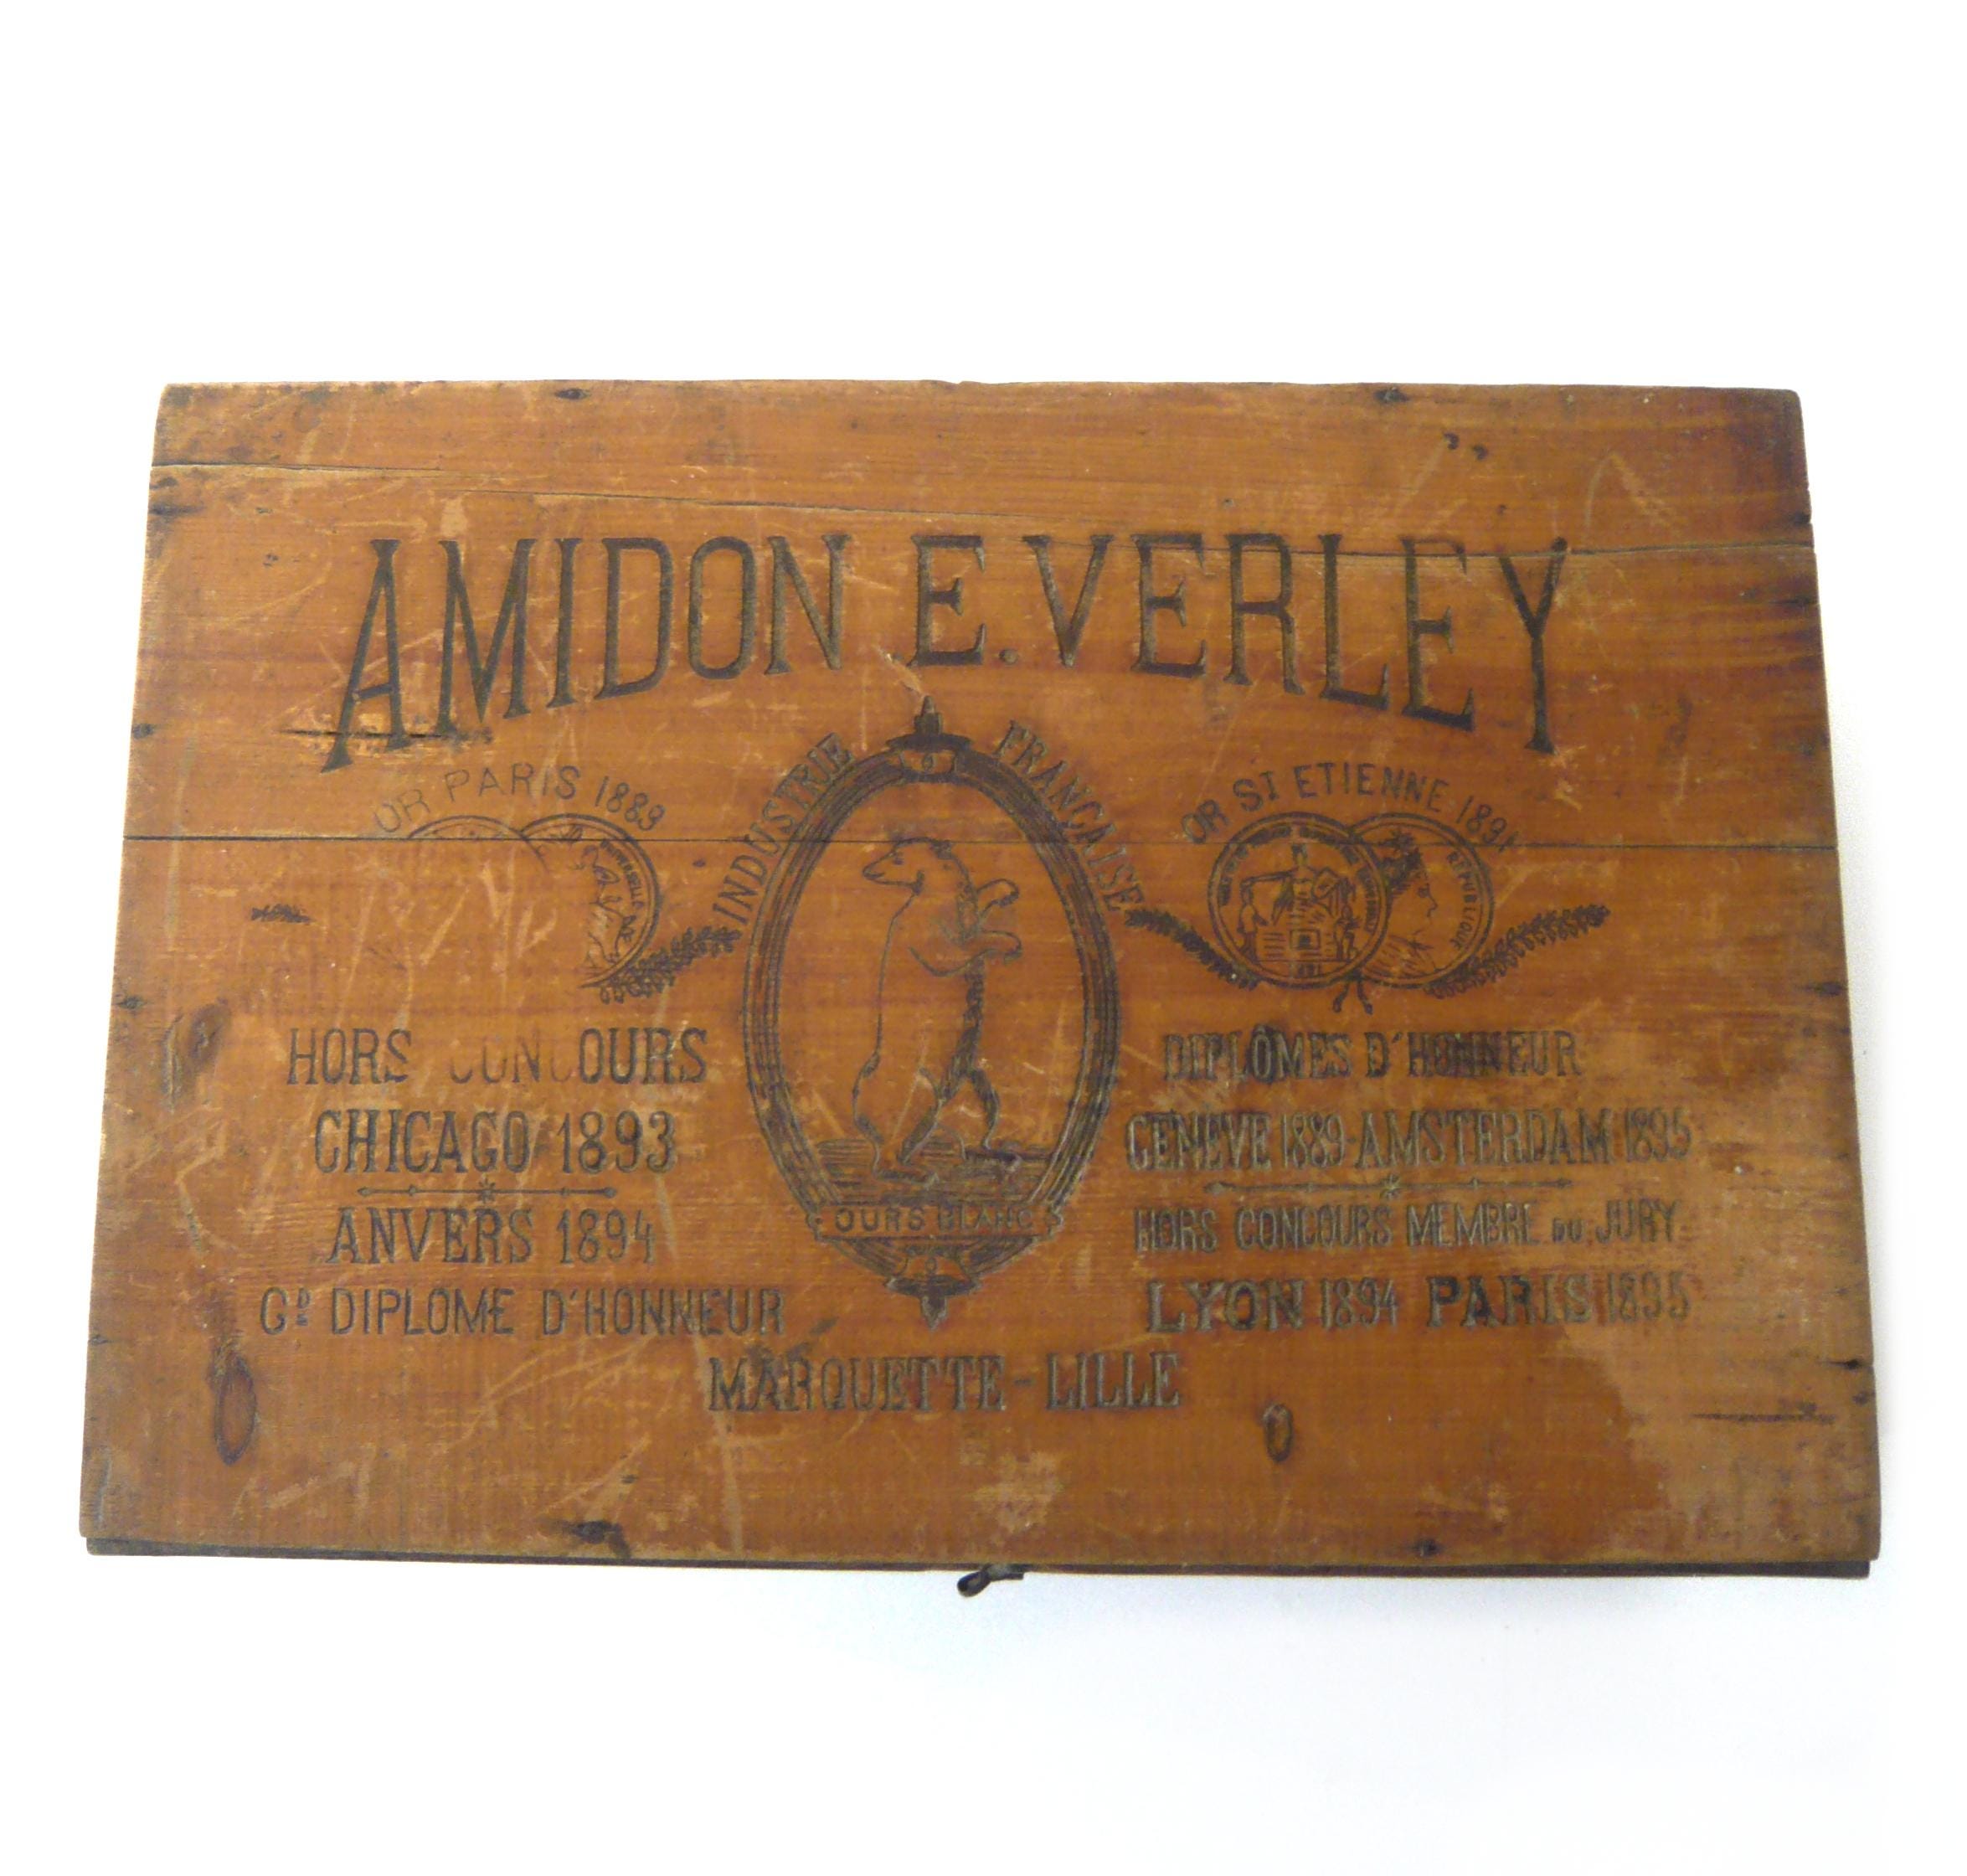 AMIDON E. VERLEY
INDUSTRIE FRANÇAISE
OR PARIS 1889
OR ST ETIENNE 1891
RÉPUBLIQUE
HORS CONCOURS
CHICAGO 1893
ANVERS 1894
GD DIPLOME D'HONNEUR
OURS BLANC
DIPLÔMES D'HONNEUR
GENÈVE 1889-AMSTERDAM 1895
HORS CONCOURS MEMBRE DU JURY
LYON 1894 PARIS 1895
MARQUETTE-LILLE